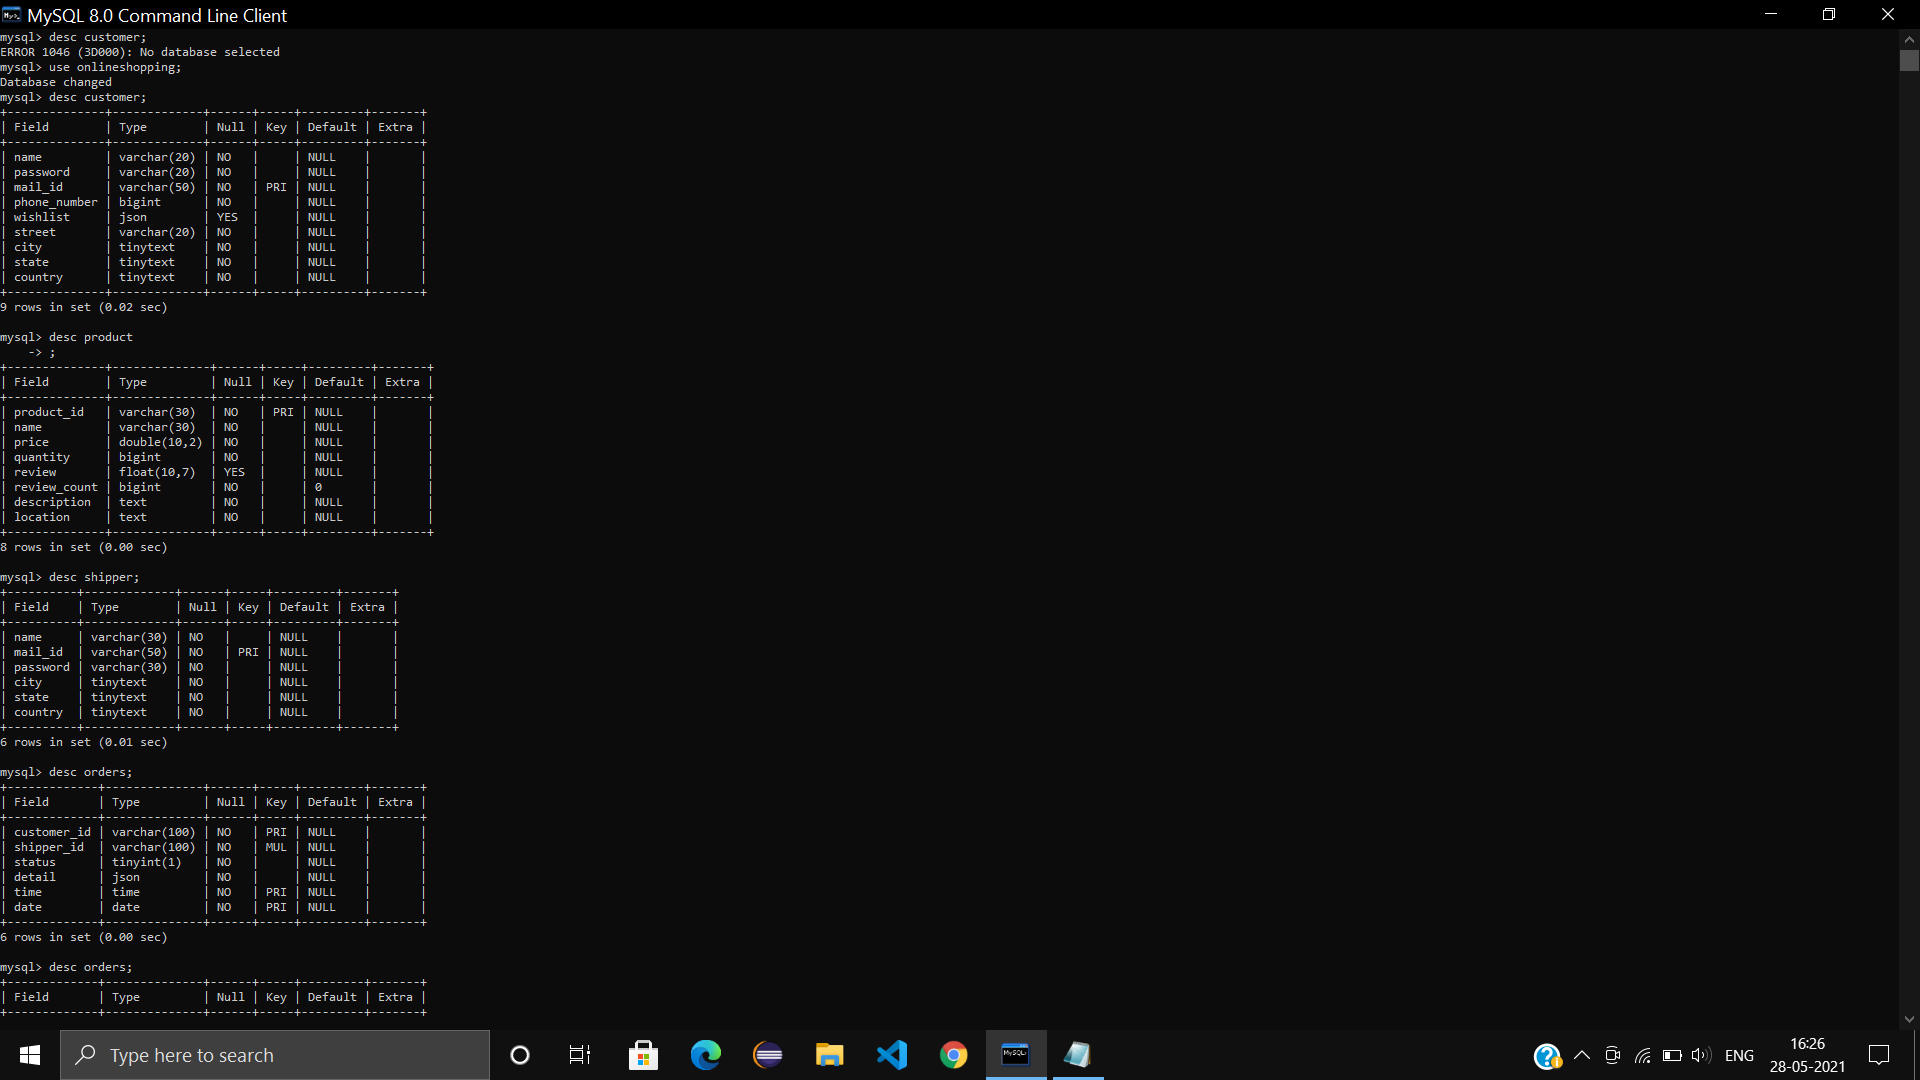 MySQL 8.0 Command Line Client
mysql> desc customer;
ERROR 1046 (3D000): No database selected
mysql> use onlineshopping;
Database changed
mysql> desc customer;
+--------------+-------------+------+-----+---------+-------+
| Field        | Type        | Null | Key | Default | Extra |
+--------------+-------------+------+-----+---------+-------+
| name         | varchar(20) | NO   |     | NULL    |       |
| password     | varchar(20) | NO   |     | NULL    |       |
| mail_id      | varchar(50) | NO   | PRI | NULL    |       |
| phone_number | bigint      | NO   |     | NULL    |       |
| wishlist     | json        | YES  |     | NULL    |       |
| street       | varchar(20) | NO   |     | NULL    |       |
| city         | tinytext    | NO   |     | NULL    |       |
| state        | tinytext    | NO   |     | NULL    |       |
| country      | tinytext    | NO   |     | NULL    |       |
+--------------+-------------+------+-----+---------+-------+
9 rows in set (0.02 sec)
mysql> desc product
    -> ;
+--------------+--------------+------+-----+---------+-------+
| Field        | Type         | Null | Key | Default | Extra |
+--------------+--------------+------+-----+---------+-------+
| product_id   | varchar(30)  | NO   | PRI | NULL    |       |
| name         | varchar(30)  | NO   |     | NULL    |       |
| price        | double(10,2) | NO   |     | NULL    |       |
| quantity     | bigint       | NO   |     | NULL    |       |
| review       | float(10,7)  | YES  |     | NULL    |       |
| review_count | bigint       | NO   |     | 0       |       |
| description  | text         | NO   |     | NULL    |       |
| location     | text         | NO   |     | NULL    |       |
+--------------+--------------+------+-----+---------+-------+
8 rows in set (0.00 sec)
mysql> desc shipper;
+----------+-------------+------+-----+---------+-------+
| Field    | Type        | Null | Key | Default | Extra |
+----------+-------------+------+-----+---------+-------+
| name     | varchar(30) | NO   |     | NULL    |       |
| mail_id  | varchar(50) | NO   | PRI | NULL    |       |
| password | varchar(30) | NO   |     | NULL    |       |
| city     | tinytext    | NO   |     | NULL    |       |
| state    | tinytext    | NO   |     | NULL    |       |
| country  | tinytext    | NO   |     | NULL    |       |
+----------+-------------+------+-----+---------+-------+
6 rows in set (0.01 sec)
mysql> desc orders;
+-------------+--------------+------+-----+---------+-------+
| Field       | Type         | Null | Key | Default | Extra |
+-------------+--------------+------+-----+---------+-------+
| customer_id | varchar(100) | NO   | PRI | NULL    |       |
| shipper_id  | varchar(100) | NO   | MUL | NULL    |       |
| status      | tinyint(1)   | NO   |     | NULL    |       |
| detail      | json         | NO   |     | NULL    |       |
| time        | time         | NO   | PRI | NULL    |       |
| date        | date         | NO   | PRI | NULL    |       |
+-------------+--------------+------+-----+---------+-------+
6 rows in set (0.00 sec)
mysql> desc orders;
+-------------+--------------+------+-----+---------+-------+
| Field       | Type         | Null | Key | Default | Extra |
+-------------+--------------+------+-----+---------+-------+
Type here to search
ENG
16:26
28-05-2021